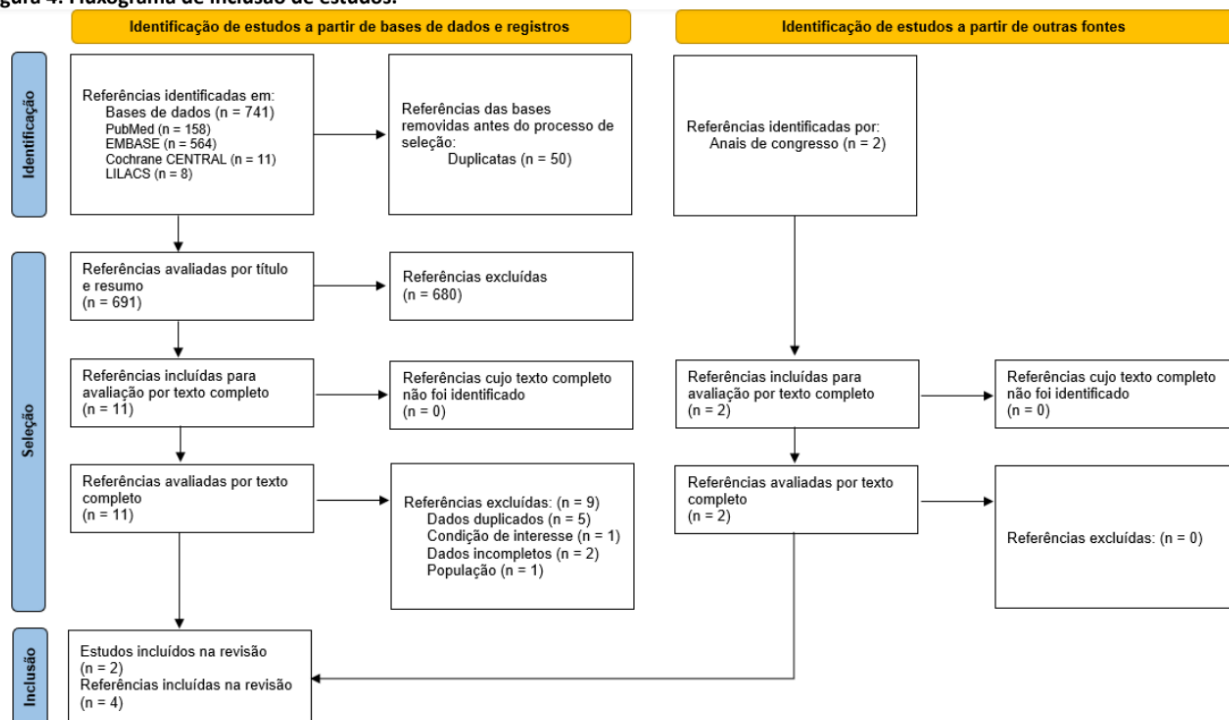 gura 4. Fluxograma de inclusão de estudos.
Identificação de estudos a partir de bases de dados e registros
Identificação de estudos a partir de outras fontes
Identificação
Referências identificadas em:
Bases de dados (n = 741)
PubMed (n = 158)
EMBASE (n = 564)
Cochrane CENTRAL (n = 11)
LILACS (n = 8)
Referências das bases
removidas antes do processo de
seleção:
Duplicatas (n = 50)
Referências identificadas por:
Anais de congresso (n = 2)
Seleção
Referências avaliadas por título
e resumo
(n = 691)
Referências excluídas
(n = 680)
Referências incluídas para
avaliação por texto completo
(n = 11)
Referências cujo texto completo
não foi identificado
(n = 0)
Referências incluídas para
avaliação por texto completo
(n = 2)
Referências cujo texto completo
não foi identificado
(n = 0)
Referências avaliadas por texto
completo
(n = 11)
Referências excluídas: (n = 9)
Dados duplicados (n = 5)
Condição de interesse (n = 1)
Dados incompletos (n = 2)
População (n = 1)
Referências avaliadas por texto
completo
(n = 2)
Referências excluídas: (n = 0)
Inclusão
Estudos incluídos na revisão
(n = 2)
Referências incluídas na revisão
(n = 4)